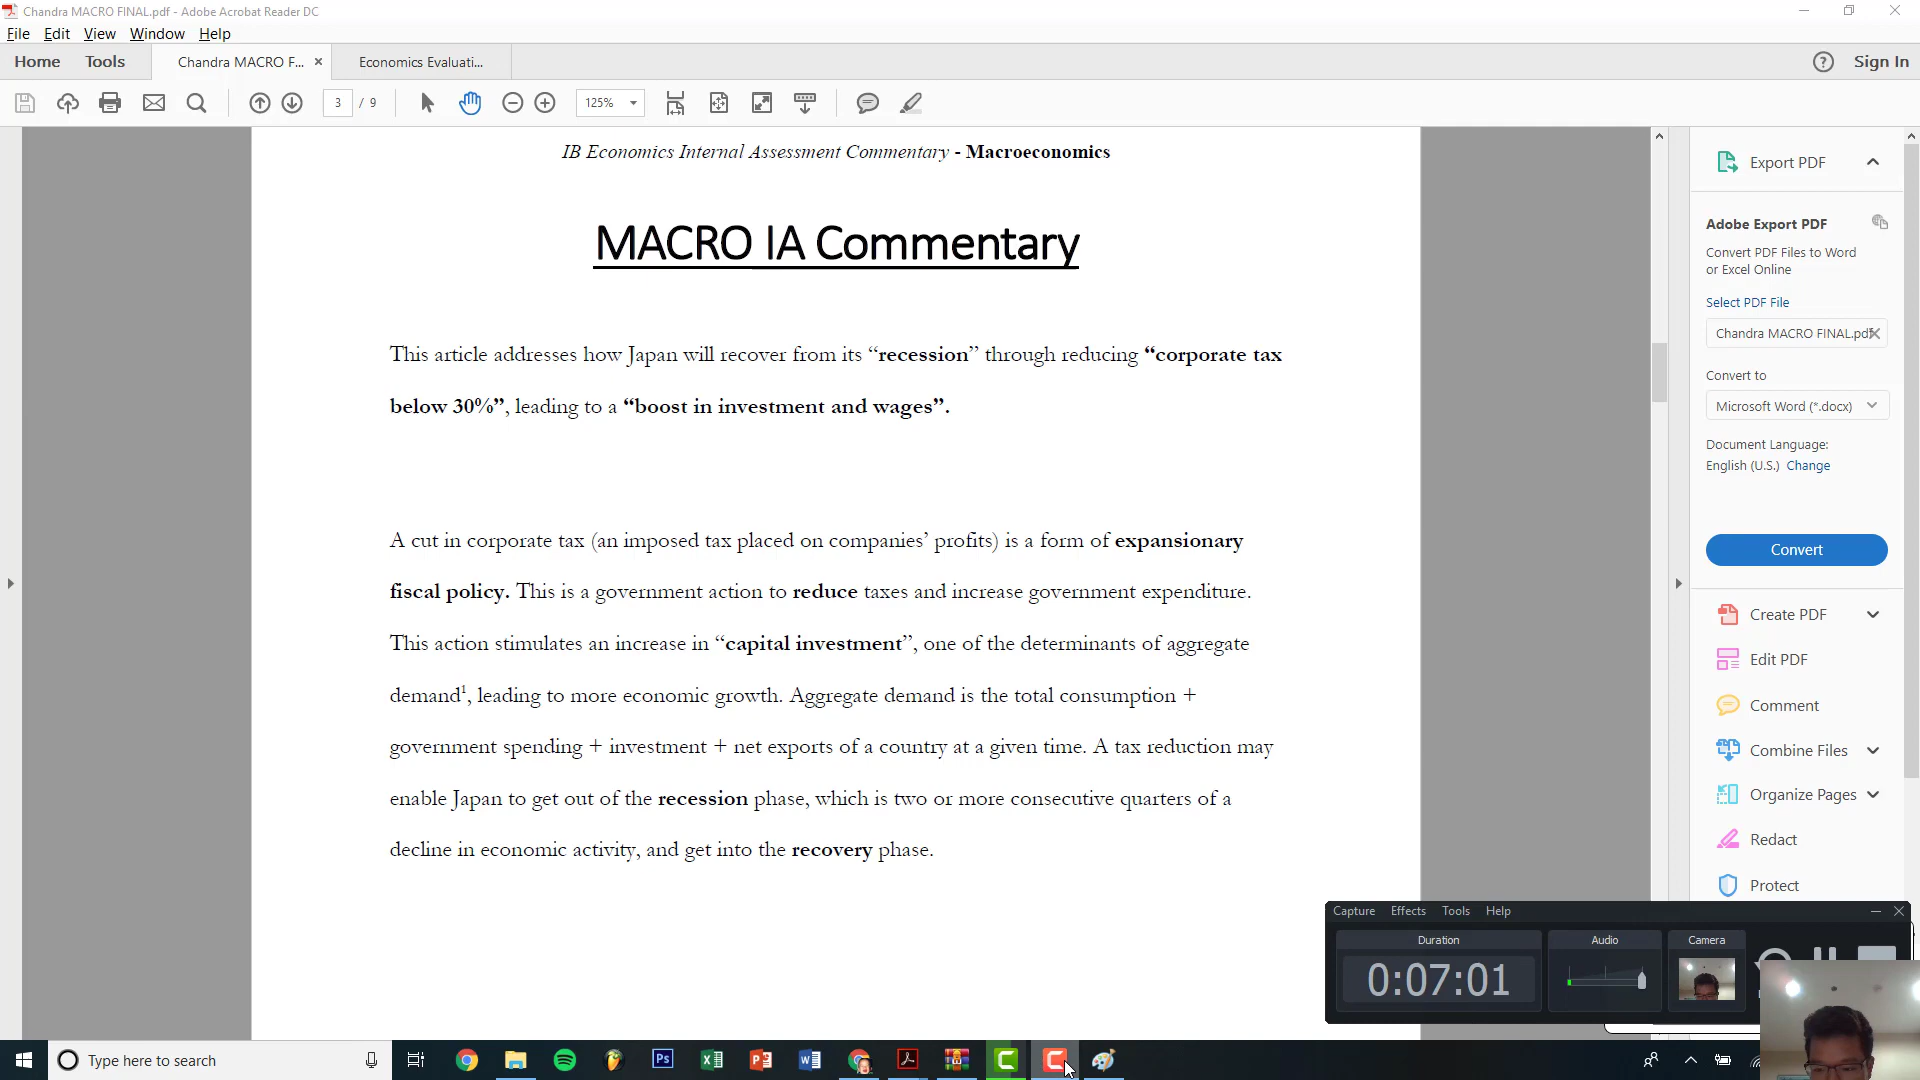 Chandra MACRO FINAL.pdf - Adobe Acrobat Reader DC
File Edit View Window Help
Home Tools Chandra MACRO F... × Economics Evaluati... Sign In
3 / 9 125%
IB Economics Internal Assessment Commentary - Macroeconomics
MACRO IA Commentary
This article addresses how Japan will recover from its “recession” through reducing “corporate tax
below 30%”, leading to a “boost in investment and wages”.
A cut in corporate tax (an imposed tax placed on companies’ profits) is a form of expansionary
fiscal policy. This is a government action to reduce taxes and increase government expenditure.
This action stimulates an increase in “capital investment”, one of the determinants of aggregate
demand¹, leading to more economic growth. Aggregate demand is the total consumption +
government spending + investment + net exports of a country at a given time. A tax reduction may
enable Japan to get out of the recession phase, which is two or more consecutive quarters of a
decline in economic activity, and get into the recovery phase.
Export PDF
Adobe Export PDF
Convert PDF Files to Word
or Excel Online
Select PDF File
Chandra MACRO FINAL.pdf
Convert to
Microsoft Word (*.docx)
Document Language:
English (U.S.) Change
Convert
Create PDF
Edit PDF
Comment
Combine Files
Organize Pages
Redact
Protect
Capture Effects Tools Help
Duration Audio Camera
0:07:01
Type here to search